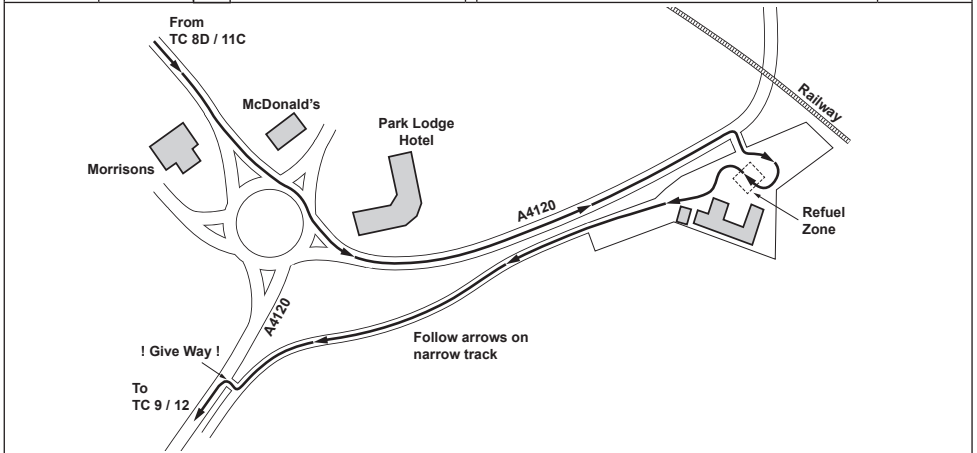 From
TC 8D / 11C
McDonald's
Park Lodge
Hotel
Railway
Morrisons
A4120
Refuel
Zone
A4120
Follow arrows on
narrow track
! Give Way !
To
TC 9 / 12